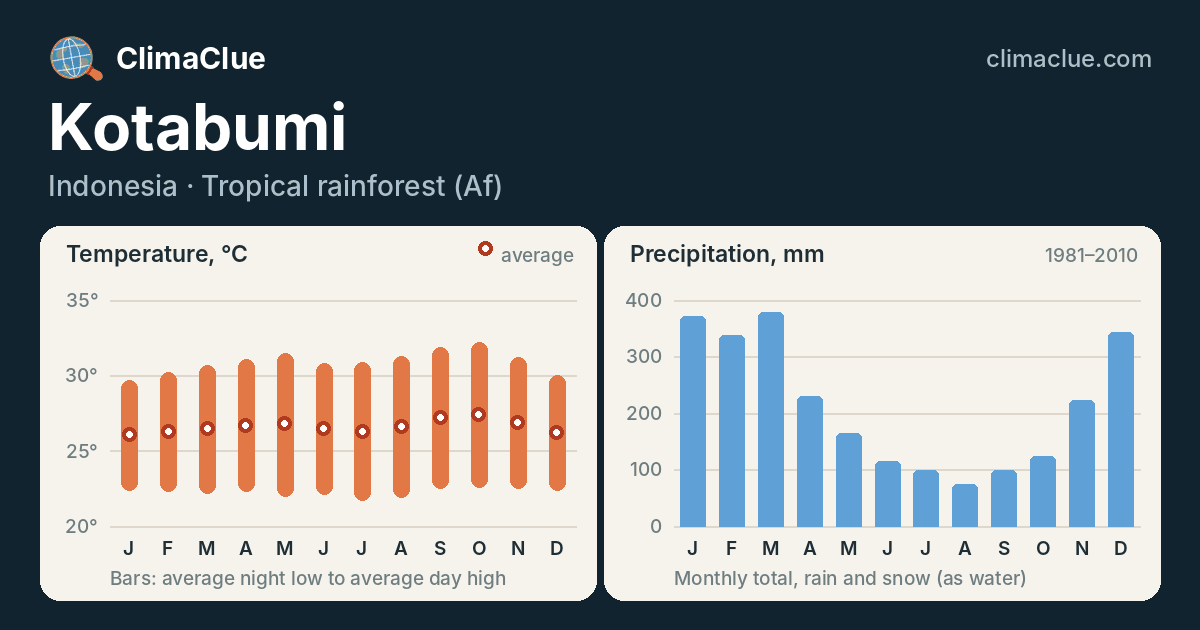 ClimaClue
climaclue.com
Kotabumi
Indonesia · Tropical rainforest (Af)
Temperature, °C
average
35°
30°
25°
20°
J F M A M J J A S O N D
Bars: average night low to average day high
Precipitation, mm
1981–2010
400
300
200
100
0
J F M A M J J A S O N D
Monthly total, rain and snow (as water)